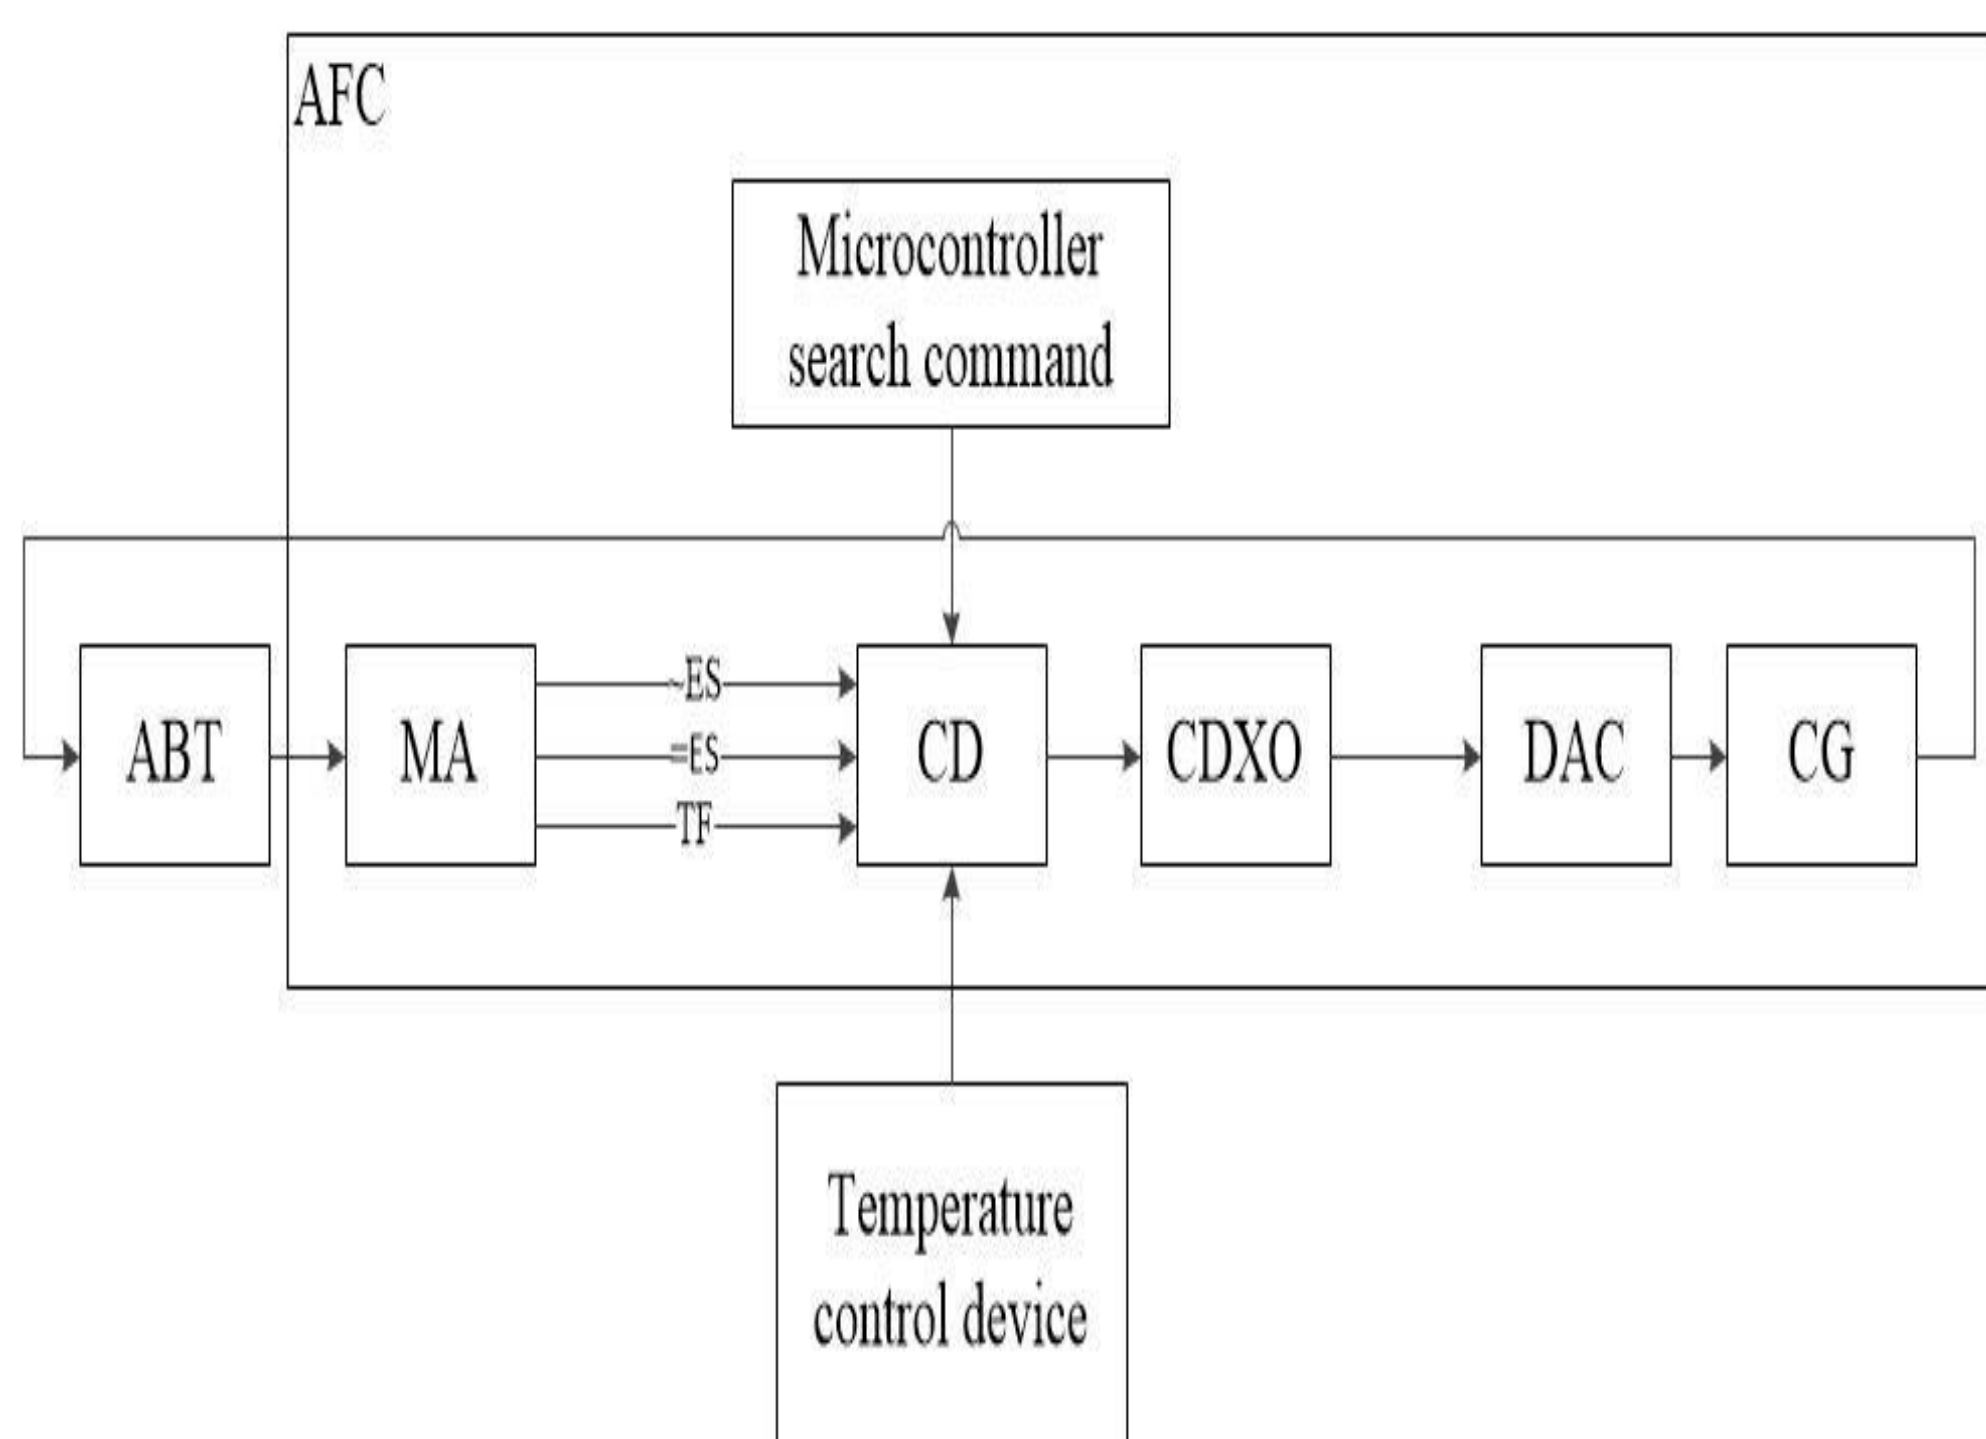 AFC
Microcontroller
search command
~ES
ABT
MA
=ES
CD
CDXO
DAC
CG
TF
Temperature
control device